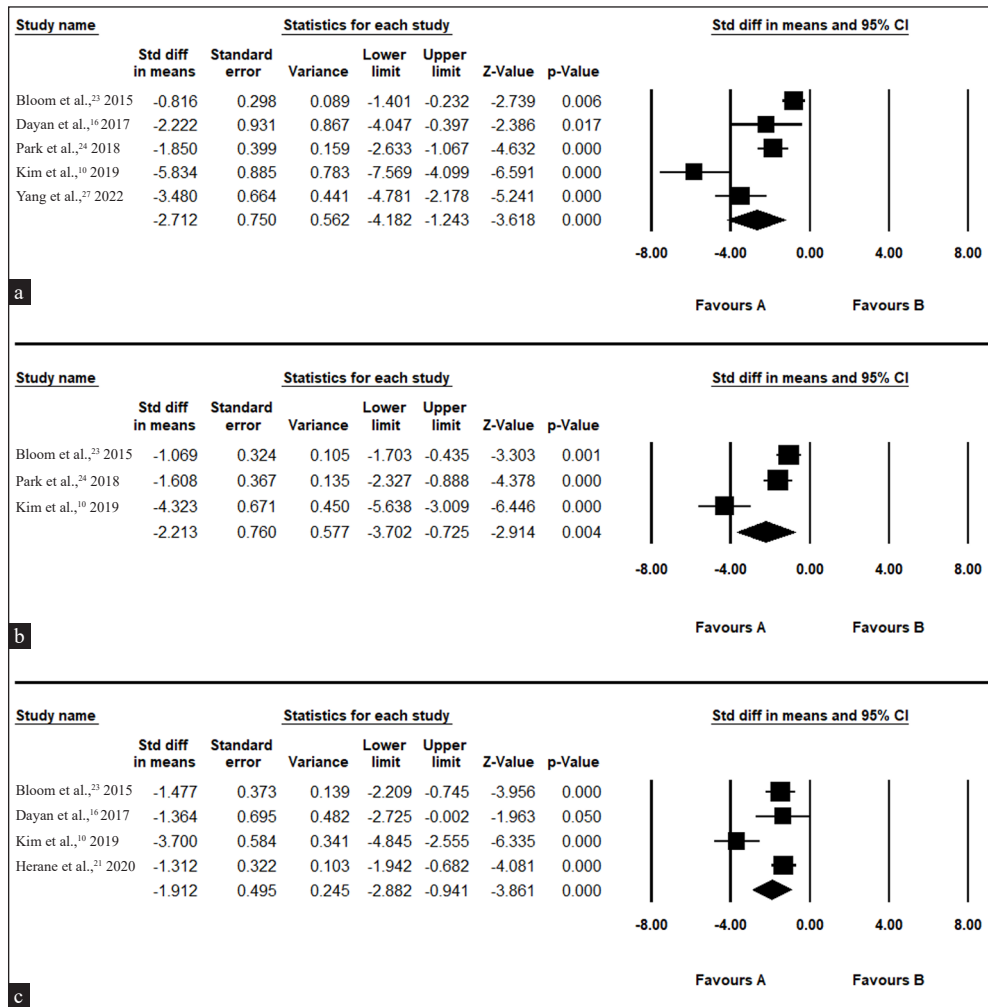 Study name Statistics for each study Std diff in means and 95% CI
Std diff Standard Lower Upper
in means error Variance limit limit Z-Value p-Value
Bloom et al.,²³ 2015 -0.816 0.298 0.089 -1.401 -0.232 -2.739 0.006
Dayan et al.,¹⁶ 2017 -2.222 0.931 0.867 -4.047 -0.397 -2.386 0.017
Park et al.,²⁴ 2018 -1.850 0.399 0.159 -2.633 -1.067 -4.632 0.000
Kim et al.,¹⁰ 2019 -5.834 0.885 0.783 -7.569 -4.099 -6.591 0.000
Yang et al.,²⁷ 2022 -3.480 0.664 0.441 -4.781 -2.178 -5.241 0.000
-2.712 0.750 0.562 -4.182 -1.243 -3.618 0.000
-8.00 -4.00 0.00 4.00 8.00
Favours A Favours B
a
Study name Statistics for each study Std diff in means and 95% CI
Std diff Standard Lower Upper
in means error Variance limit limit Z-Value p-Value
Bloom et al.,²³ 2015 -1.069 0.324 0.105 -1.703 -0.435 -3.303 0.001
Park et al.,²⁴ 2018 -1.608 0.367 0.135 -2.327 -0.888 -4.378 0.000
Kim et al.,¹⁰ 2019 -4.323 0.671 0.450 -5.638 -3.009 -6.446 0.000
-2.213 0.760 0.577 -3.702 -0.725 -2.914 0.004
-8.00 -4.00 0.00 4.00 8.00
Favours A Favours B
b
Study name Statistics for each study Std diff in means and 95% CI
Std diff Standard Lower Upper
in means error Variance limit limit Z-Value p-Value
Bloom et al.,²³ 2015 -1.477 0.373 0.139 -2.209 -0.745 -3.956 0.000
Dayan et al.,¹⁶ 2017 -1.364 0.695 0.482 -2.725 -0.002 -1.963 0.050
Kim et al.,¹⁰ 2019 -3.700 0.584 0.341 -4.845 -2.555 -6.335 0.000
Herane et al.,²¹ 2020 -1.312 0.322 0.103 -1.942 -0.682 -4.081 0.000
-1.912 0.495 0.245 -2.882 -0.941 -3.861 0.000
-8.00 -4.00 0.00 4.00 8.00
Favours A Favours B
c